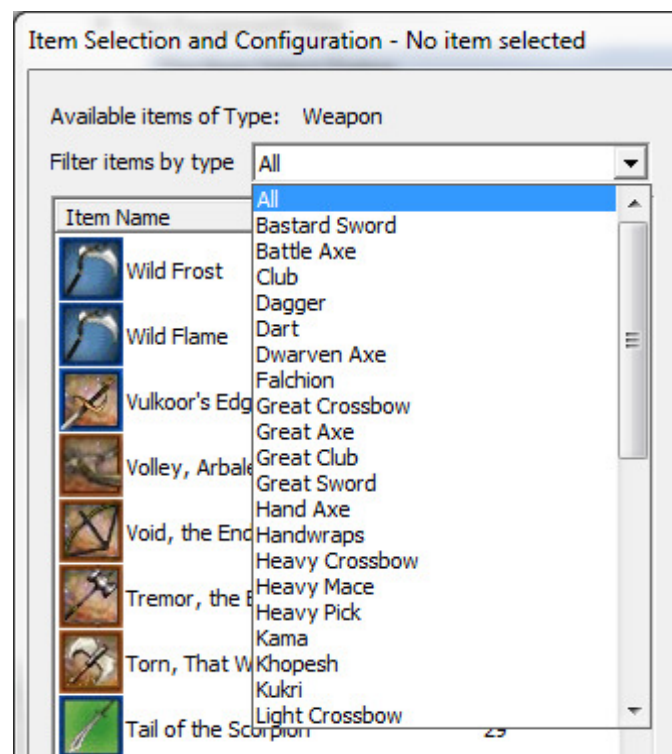 Item Selection and Configuration - No item selected
Available items of Type: Weapon
Filter items by type All
Item Name
All
Bastard Sword
Battle Axe
Club
Dagger
Dart
Dwarven Axe
Falchion
Great Crossbow
Great Axe
Great Club
Great Sword
Hand Axe
Handwraps
Heavy Crossbow
Heavy Mace
Heavy Pick
Kama
Khopesh
Kukri
Light Crossbow
Wild Frost
Wild Flame
Vulkoor's Edg
Volley, Arbale
Void, the End
Tremor, the
Torn, That W
Tail of the Scorpion 29